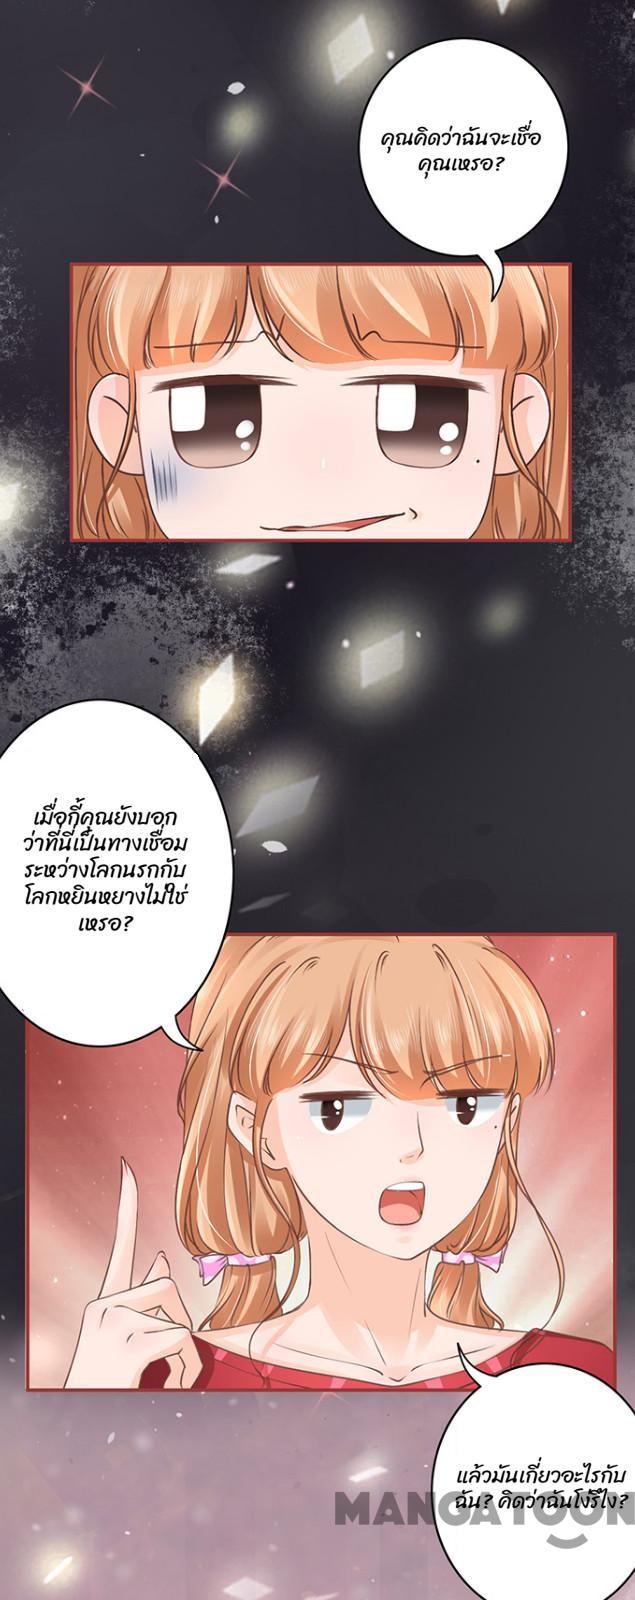 คุณคิดว่าฉันจะเชื่อ
คุณเหรอ?
เมื่อกี้คุณยังบอก
ว่าที่นี่เป็นทางเชื่อม
ระหว่างโลกนรกกับ
โลกหยินหยางไม่ใช่
เหรอ?
แล้วมันเกี่ยวอะไรกับ
ฉัน? คิดว่าฉันโง่รึไง?
MANGATOON